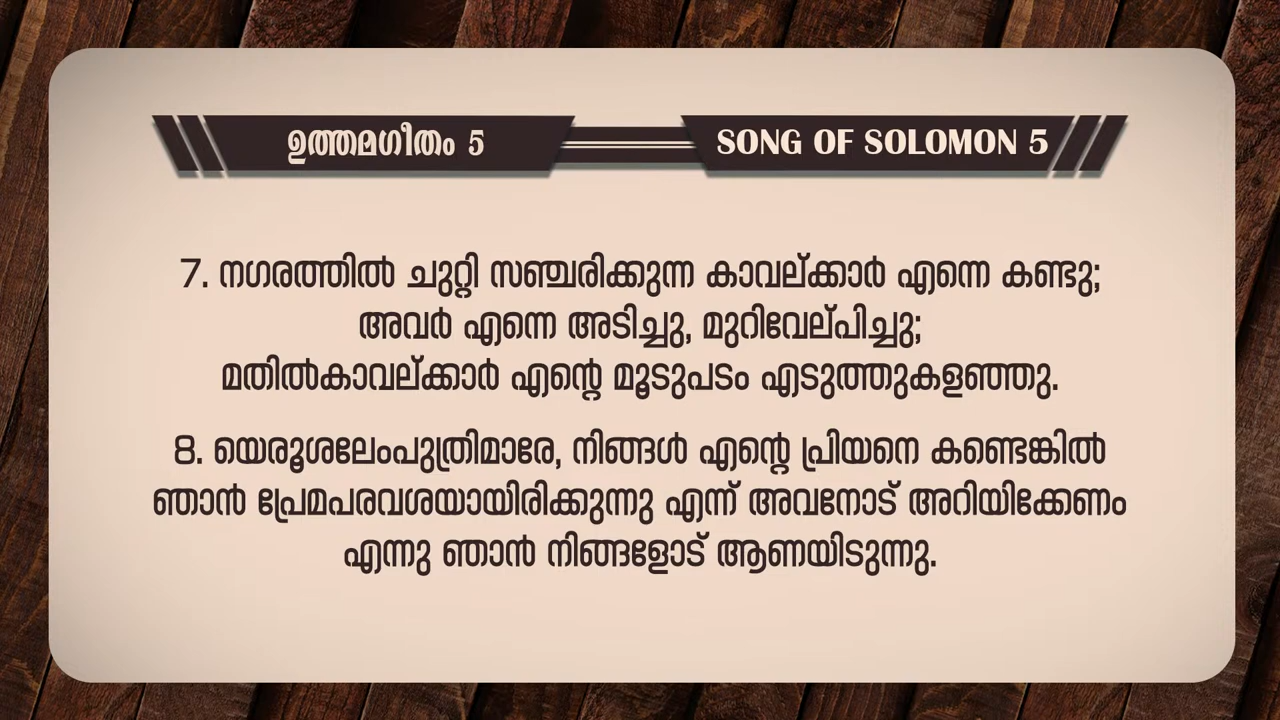 ഉത്തമഗീതം 5
SONG OF SOLOMON 5
7. നഗരത്തിൽ ചുറ്റി സഞ്ചരിക്കുന്ന കാവല്ക്കാർ എന്നെ കണ്ടു;
അവർ എന്നെ അടിച്ചു, മുറിവേല്പിച്ചു;
മതിൽകാവല്ക്കാർ എന്റെ മൂടുപടം എടുത്തുകളഞ്ഞു.
8. യെരൂശലേംപുത്രിമാരേ, നിങ്ങൾ എന്റെ പ്രിയനെ കണ്ടെങ്കിൽ
ഞാൻ പ്രേമപരവശയായിരിക്കുന്നു എന്ന് അവനോട് അറിയിക്കേണം
എന്നു ഞാൻ നിങ്ങളോട് ആണയിടുന്നു.